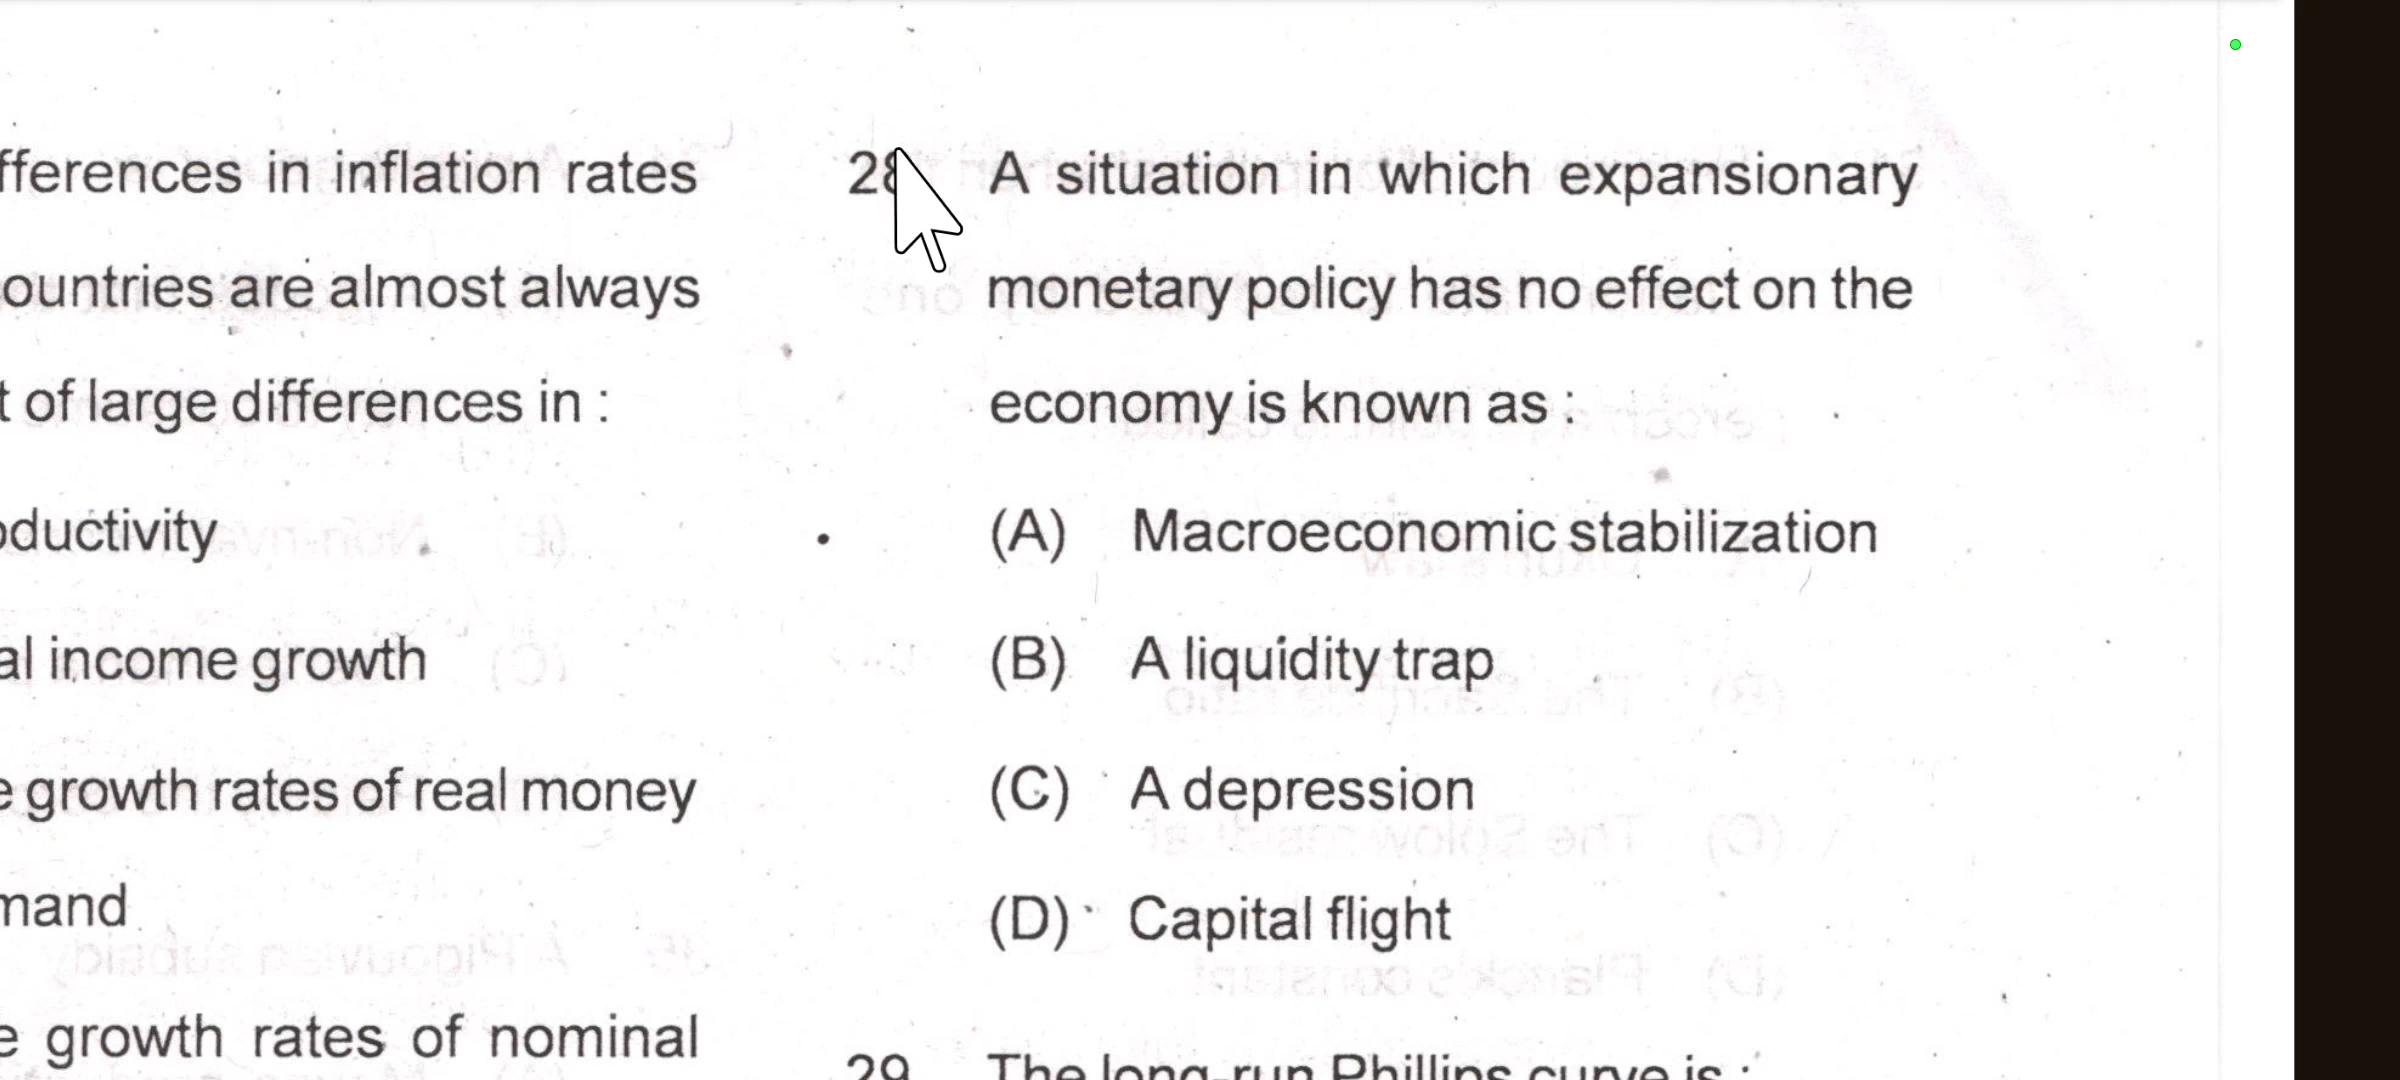 fferences in inflation rates
ountries are almost always
t of large differences in :
oductivity
al income growth
e growth rates of real money
mand
e growth rates of nominal
28 A situation in which expansionary
monetary policy has no effect on the
economy is known as :
(A) Macroeconomic stabilization
(B) A liquidity trap
(C) A depression
(D) Capital flight
29 The long-run Phillips curve is :